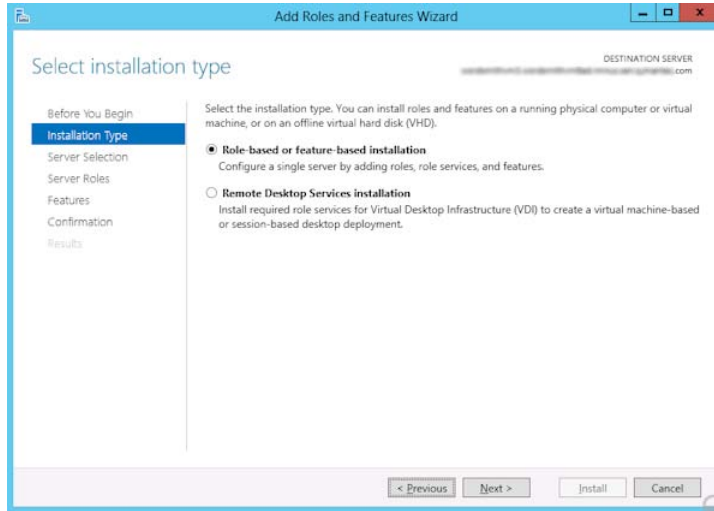 Add Roles and Features Wizard
Select installation type
DESTINATION SERVER
.com
Before You Begin
Installation Type
Server Selection
Server Roles
Features
Confirmation
Results
Select the installation type. You can install roles and features on a running physical computer or virtual
machine, or on an offline virtual hard disk (VHD).
Role-based or feature-based installation
Configure a single server by adding roles, role services, and features.
Remote Desktop Services installation
Install required role services for Virtual Desktop Infrastructure (VDI) to create a virtual machine-based
or session-based desktop deployment.
< Previous
Next >
Install
Cancel